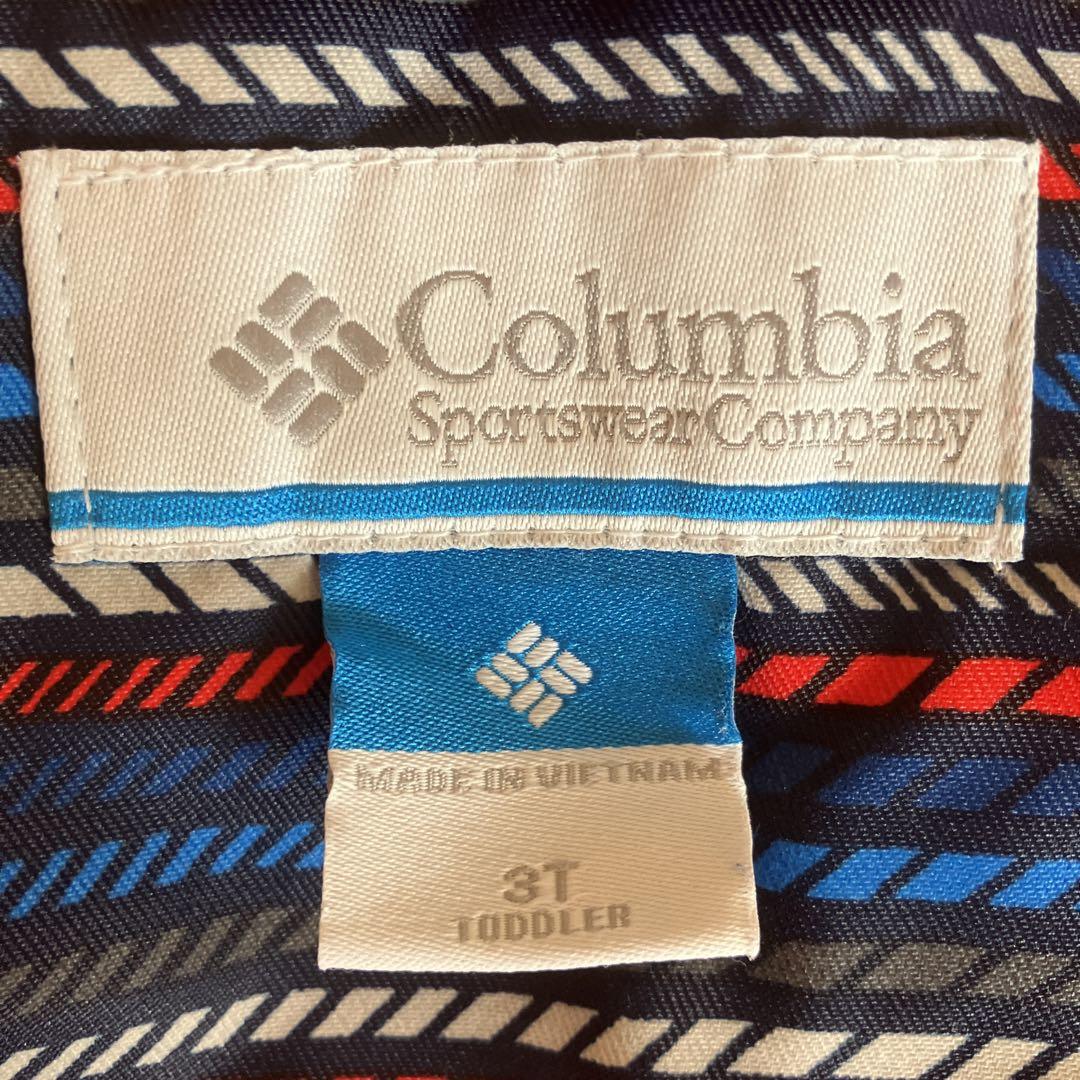 Columbia
Sportswear Company
MADE IN VIETNAM
3T
TODDLER